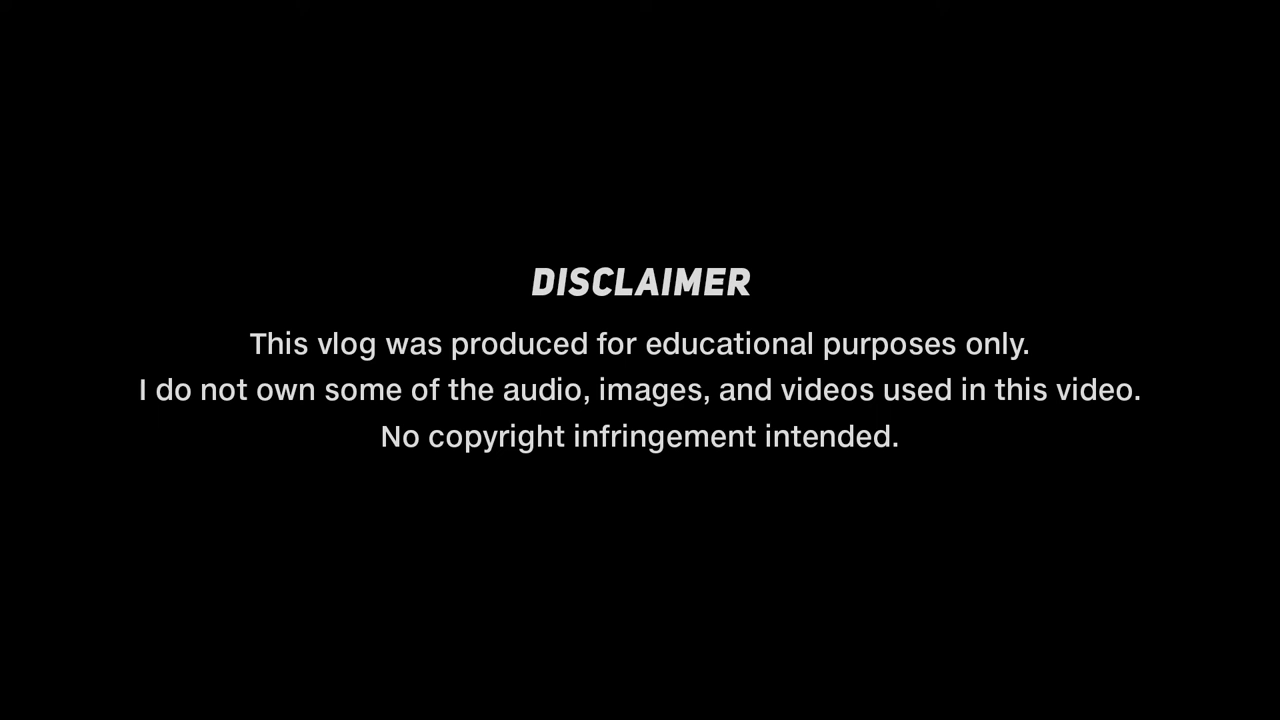 DISCLAIMER
This vlog was produced for educational purposes only.
I do not own some of the audio, images, and videos used in this video.
No copyright infringement intended.